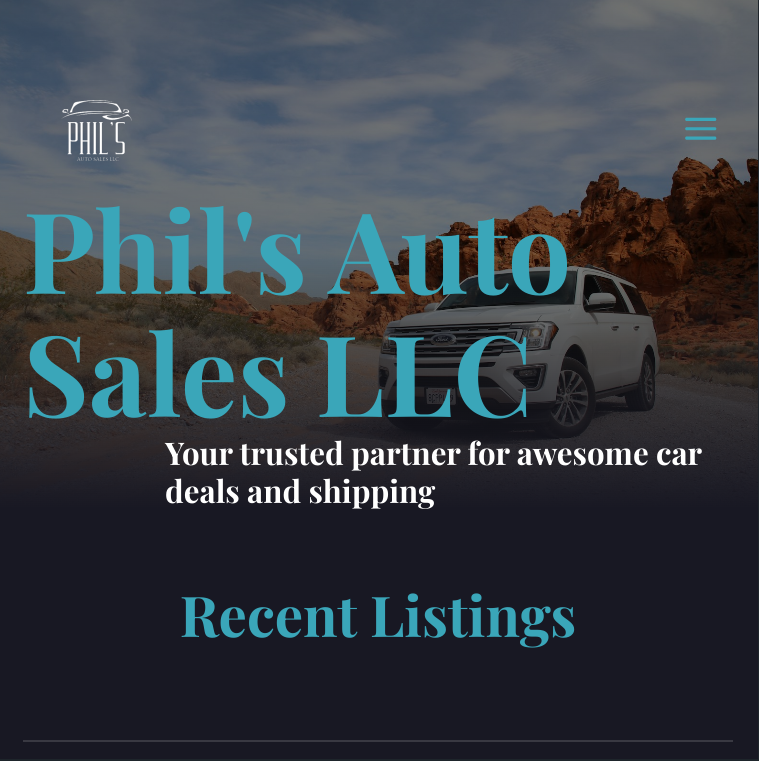 PHIL'S
AUTO SALES LLC
Phil's Auto
Sales LLC
Your trusted partner for awesome car
deals and shipping
Recent Listings